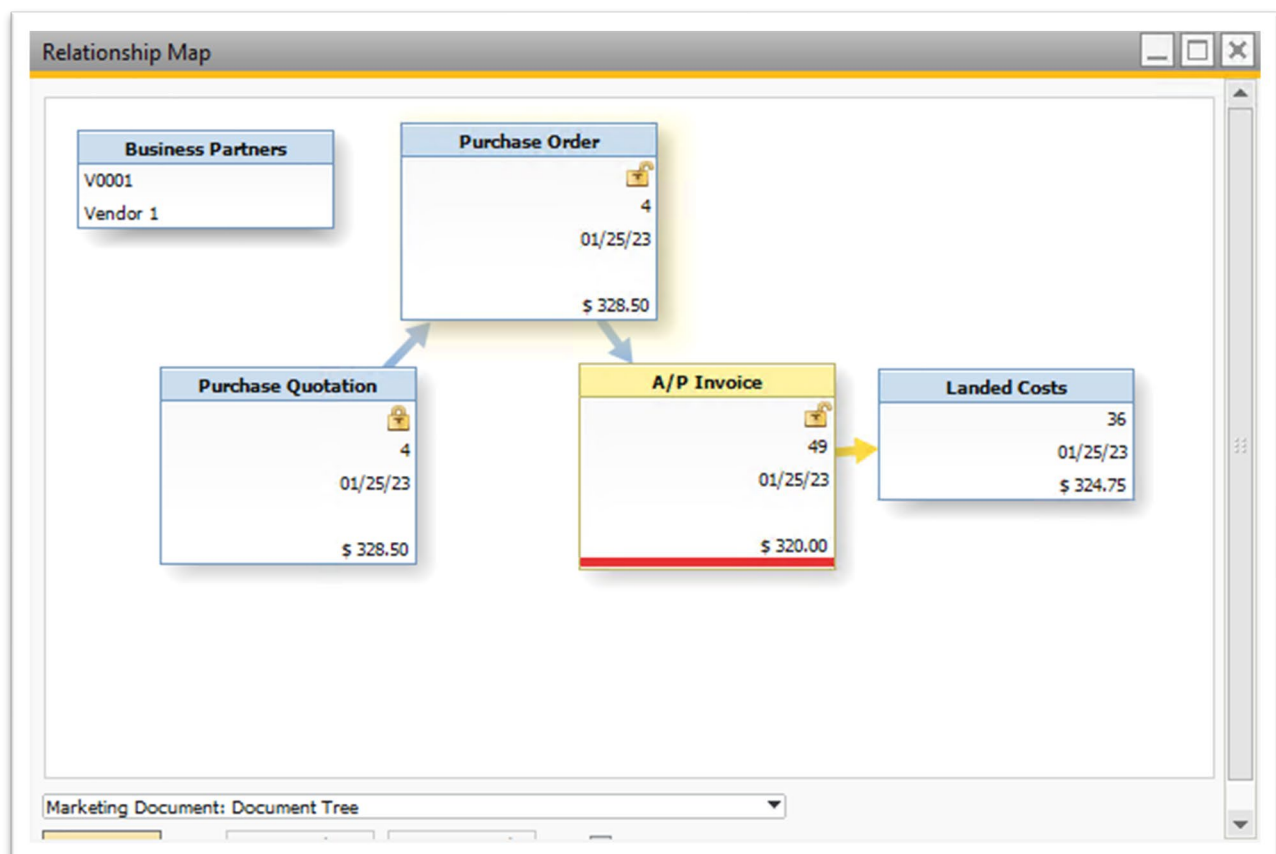 Relationship Map
Business Partners
V0001
Vendor 1
Purchase Order
4
01/25/23
$ 328.50
Purchase Quotation
4
01/25/23
$ 328.50
A/P Invoice
49
01/25/23
$ 320.00
Landed Costs
36
01/25/23
$ 324.75
Marketing Document: Document Tree